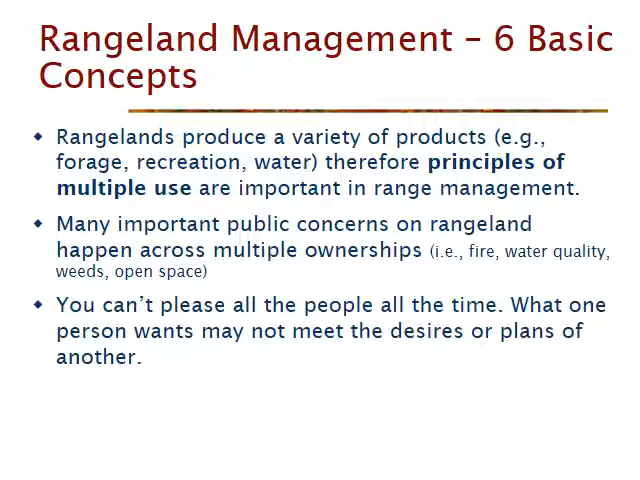 Rangeland Management – 6 Basic
Concepts
Rangelands produce a variety of products (e.g.,
forage, recreation, water) therefore principles of
multiple use are important in range management.
Many important public concerns on rangeland
happen across multiple ownerships (i.e., fire, water quality,
weeds, open space)
You can’t please all the people all the time. What one
person wants may not meet the desires or plans of
another.